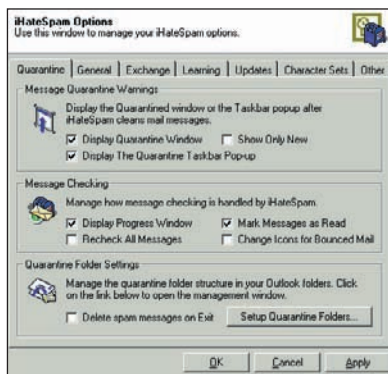 iHateSpam Options
Use this window to manage your iHateSpam options.
Quarantine General Exchange Learning Updates Character Sets Other
Message Quarantine Warnings
Display the Quarantined window or the Taskbar popup after
iHateSpam cleans mail messages.
Display Quarantine Window Show Only New
Display The Quarantine Taskbar Pop-up
Message Checking
Manage how message checking is handled by iHateSpam.
Display Progress Window Mark Messages as Read
Recheck All Messages Change Icons for Bounced Mail
Quarantine Folder Settings
Manage the quarantine folder structure in your Outlook folders. Click
on the link below to open the management window.
Delete spam messages on Exit Setup Quarantine Folders...
OK Cancel Apply